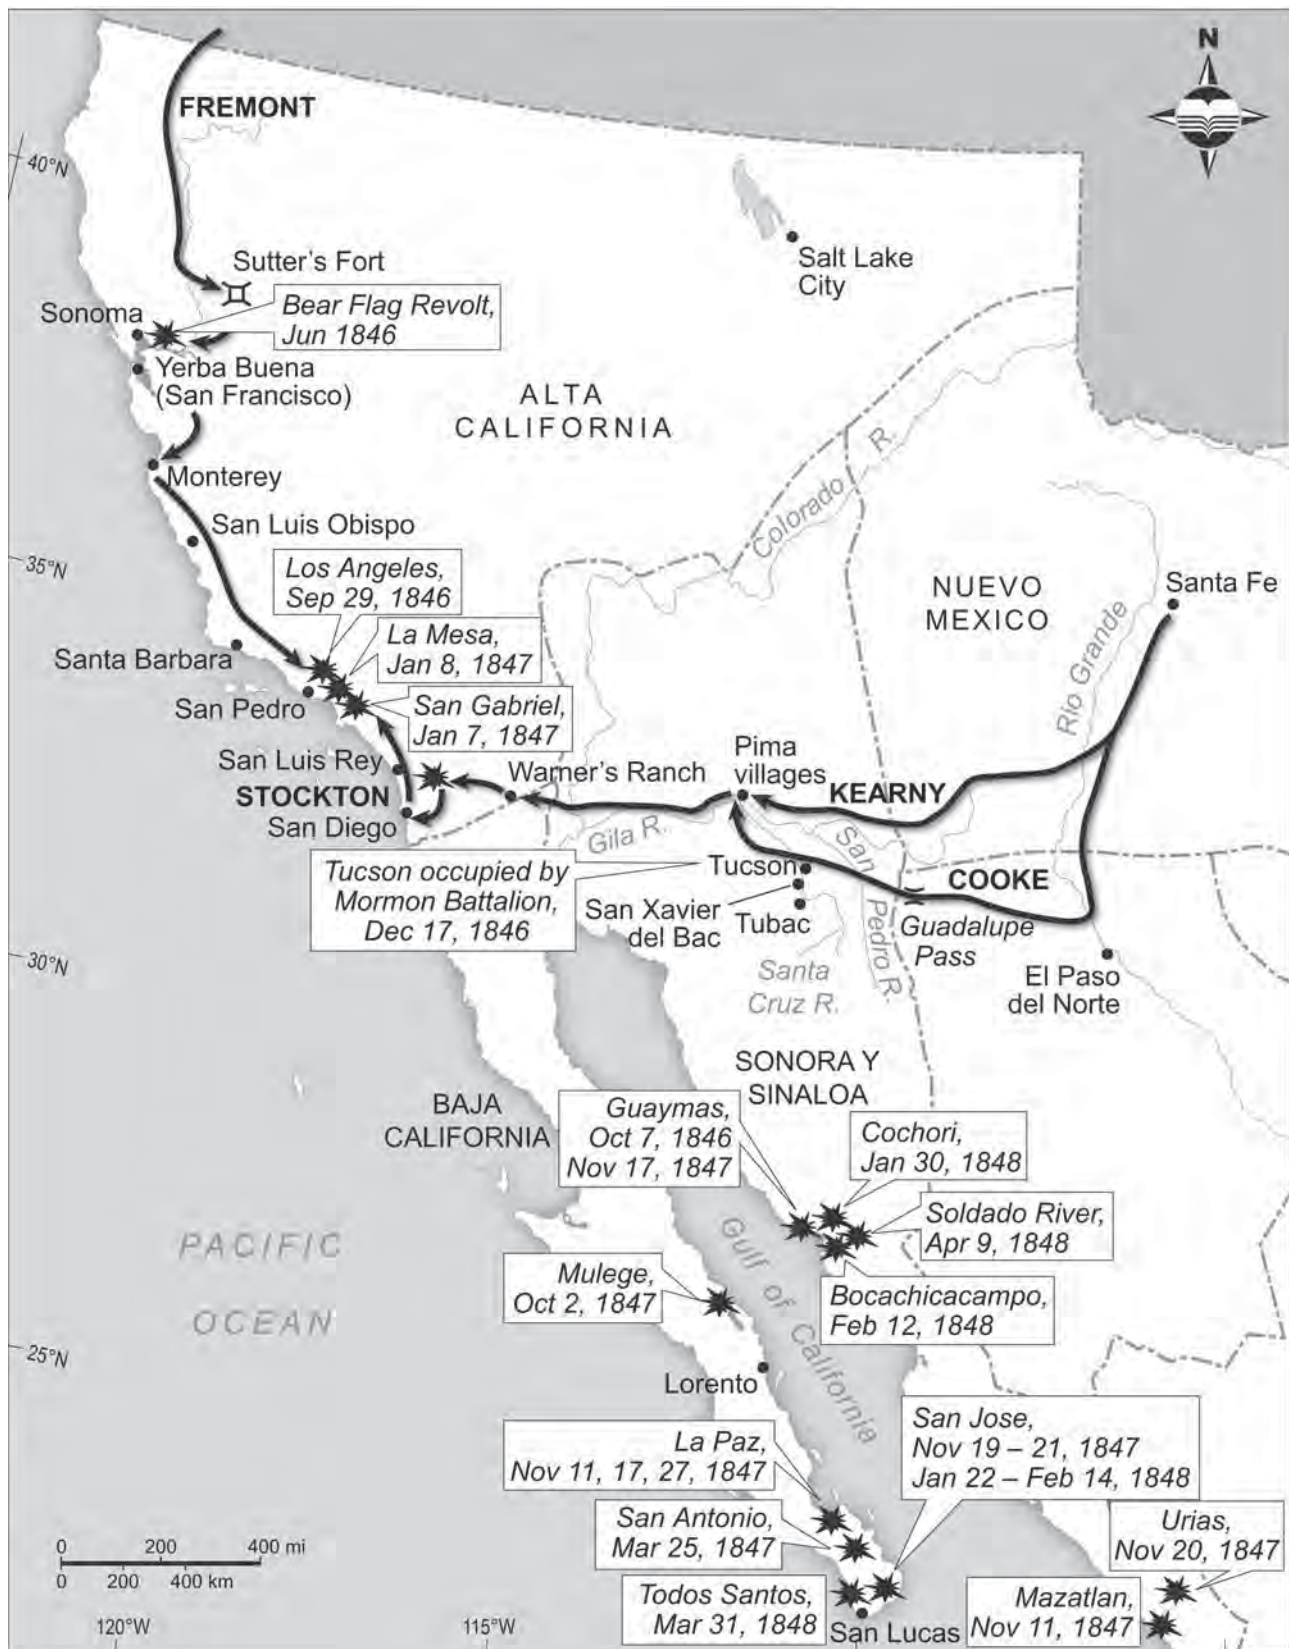 N
FREMONT
40°N
Sutter's Fort
Salt Lake
City
Bear Flag Revolt,
Jun 1846
Sonoma
Yerba Buena
(San Francisco)
ALTA
CALIFORNIA
Colorado R.
Monterey
San Luis Obispo
35°N
Los Angeles,
Sep 29, 1846
NUEVO
MEXICO
Santa Fe
Rio Grande
La Mesa,
Jan 8, 1847
Santa Barbara
San Pedro
San Gabriel,
Jan 7, 1847
San Luis Rey
Warner's Ranch
Pima
villages
STOCKTON
KEARNY
San Diego
Gila R.
San Pedro R.
Tucson occupied by
Mormon Battalion,
Dec 17, 1846
Tucson
COOKE
San Xavier
del Bac
Tubac
Guadalupe
Pass
30°N
Santa
Cruz R.
El Paso
del Norte
SONORA Y
SINALOA
BAJA
CALIFORNIA
Guaymas,
Oct 7, 1846
Nov 17, 1847
Cochori,
Jan 30, 1848
Soldado River,
Apr 9, 1848
PACIFIC
OCEAN
Gulf of California
Mulege,
Oct 2, 1847
Bocachicacampo,
Feb 12, 1848
25°N
Lorento
La Paz,
Nov 11, 17, 27, 1847
San Jose,
Nov 19 – 21, 1847
Jan 22 – Feb 14, 1848
San Antonio,
Mar 25, 1847
Urias,
Nov 20, 1847
0 200 400 mi
0 200 400 km
Todos Santos,
Mar 31, 1848
Mazatlan,
Nov 11, 1847
San Lucas
120°W
115°W